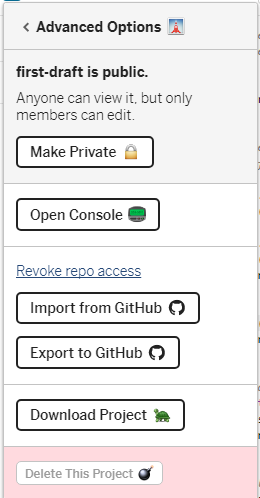 Advanced Options
first-draft is public.
Anyone can view it, but only
members can edit.
Make Private
Open Console
Revoke repo access
Import from GitHub
Export to GitHub
Download Project
Delete This Project